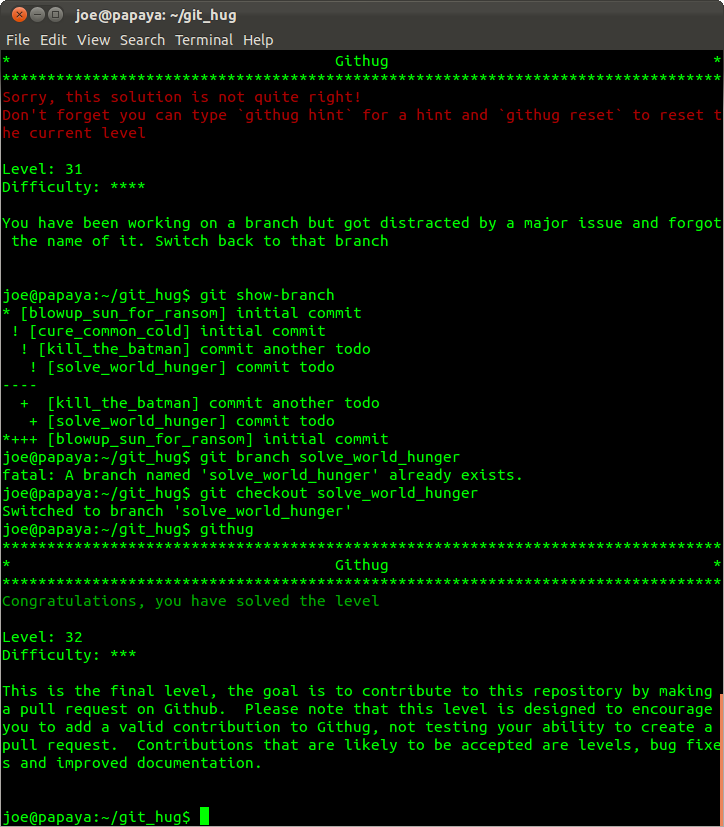 joe@papaya: ~/git_hug
File Edit View Search Terminal Help
*                                    Githug                                    *
********************************************************************************
Sorry, this solution is not quite right!
Don't forget you can type `githug hint` for a hint and `githug reset` to reset t
he current level
Level: 31
Difficulty: ****
You have been working on a branch but got distracted by a major issue and forgot
 the name of it. Switch back to that branch
joe@papaya:~/git_hug$ git show-branch
* [blowup_sun_for_ransom] initial commit
 ! [cure_common_cold] initial commit
  ! [kill_the_batman] commit another todo
   ! [solve_world_hunger] commit todo
----
  +  [kill_the_batman] commit another todo
   + [solve_world_hunger] commit todo
*+++ [blowup_sun_for_ransom] initial commit
joe@papaya:~/git_hug$ git branch solve_world_hunger
fatal: A branch named 'solve_world_hunger' already exists.
joe@papaya:~/git_hug$ git checkout solve_world_hunger
Switched to branch 'solve_world_hunger'
joe@papaya:~/git_hug$ githug
********************************************************************************
*                                    Githug                                    *
********************************************************************************
Congratulations, you have solved the level
Level: 32
Difficulty: ***
This is the final level, the goal is to contribute to this repository by making
a pull request on Github.  Please note that this level is designed to encourage
you to add a valid contribution to Githug, not testing your ability to create a
pull request.  Contributions that are likely to be accepted are levels, bug fixe
s and improved documentation.
joe@papaya:~/git_hug$